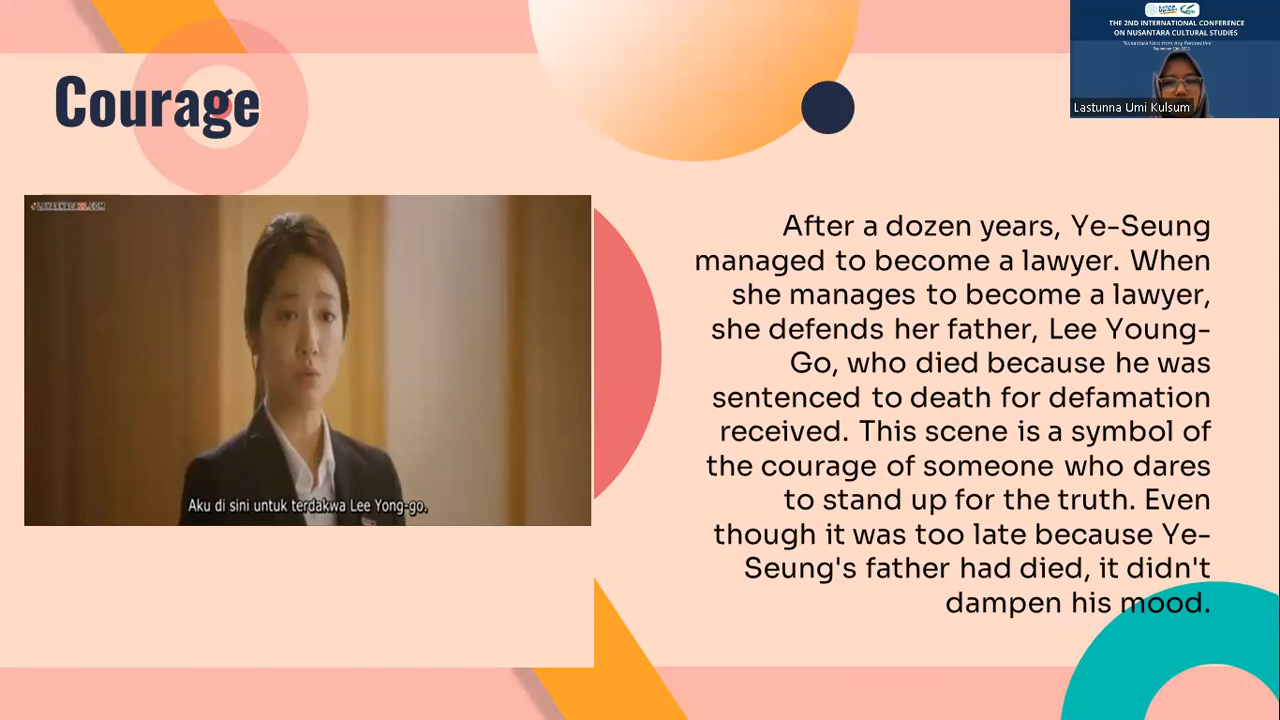 Courage
THE 2ND INTERNATIONAL CONFERENCE
ON NUSANTARA CULTURAL STUDIES
Lastunna Umi Kulsum
After a dozen years, Ye-Seung
managed to become a lawyer. When
she manages to become a lawyer,
she defends her father, Lee Young-
Go, who died because he was
sentenced to death for defamation
received. This scene is a symbol of
the courage of someone who dares
to stand up for the truth. Even
though it was too late because Ye-
Seung's father had died, it didn't
dampen his mood.
Aku di sini untuk terdakwa Lee Yong-go.